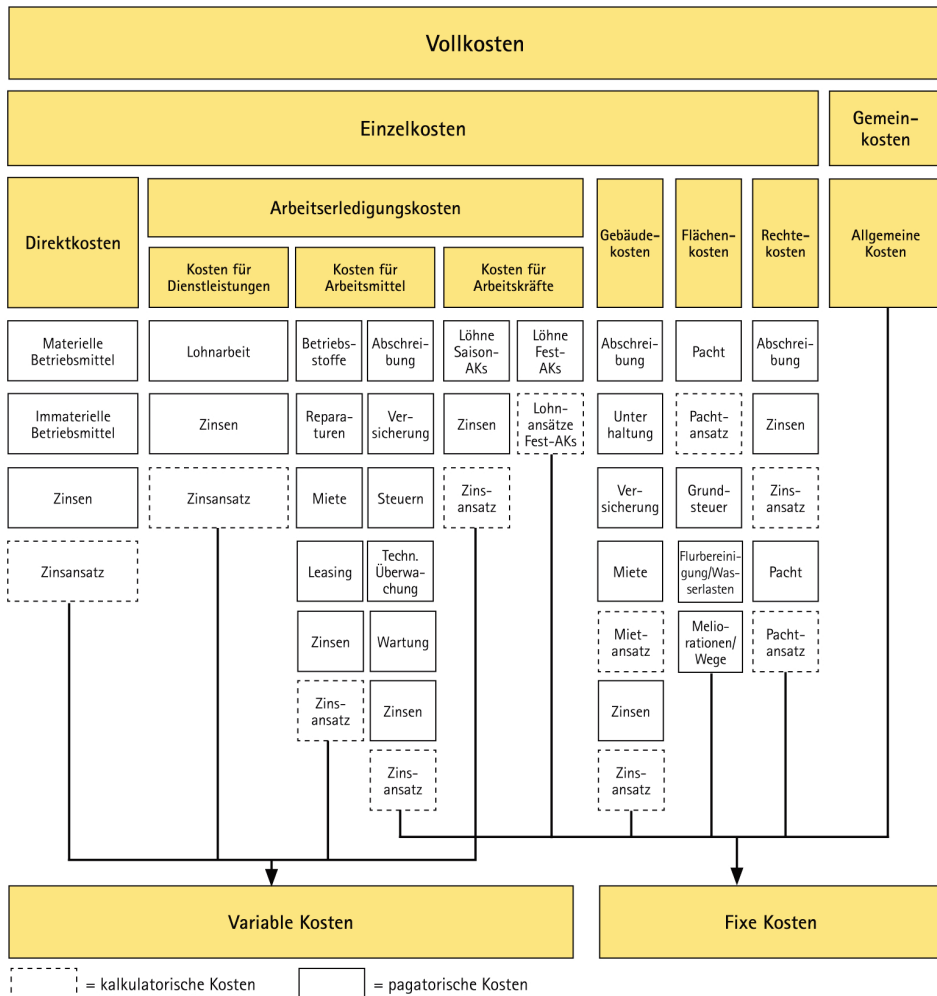 Vollkosten
Einzelkosten
Gemein-
kosten
Direktkosten
Arbeitserledigungskosten
Gebäude-
kosten
Flächen-
kosten
Rechte-
kosten
Allgemeine
Kosten
Kosten für
Dienstleistungen
Kosten für
Arbeitsmittel
Kosten für
Arbeitskräfte
Materielle
Betriebsmittel
Lohnarbeit
Betriebs-
stoffe
Abschrei-
bung
Löhne
Saison-
AKs
Löhne
Fest-
AKs
Abschrei-
bung
Pacht
Abschrei-
bung
Immaterielle
Betriebsmittel
Zinsen
Repara-
turen
Ver-
sicherung
Zinsen
Lohn-
ansätze
Fest-AKs
Unter
haltung
Pacht-
ansatz
Zinsen
Zinsen
Zinsansatz
Miete
Steuern
Zins-
ansatz
Ver-
sicherung
Grund-
steuer
Zins-
ansatz
Zinsansatz
Leasing
Techn.
Überwa-
chung
Miete
Flurbereini-
gung/Was-
serlasten
Pacht
Zinsen
Wartung
Miet-
ansatz
Melio-
rationen/
Wege
Pacht-
ansatz
Zins-
ansatz
Zinsen
Zinsen
Zins-
ansatz
Zins-
ansatz
Variable Kosten
Fixe Kosten
= kalkulatorische Kosten
= pagatorische Kosten